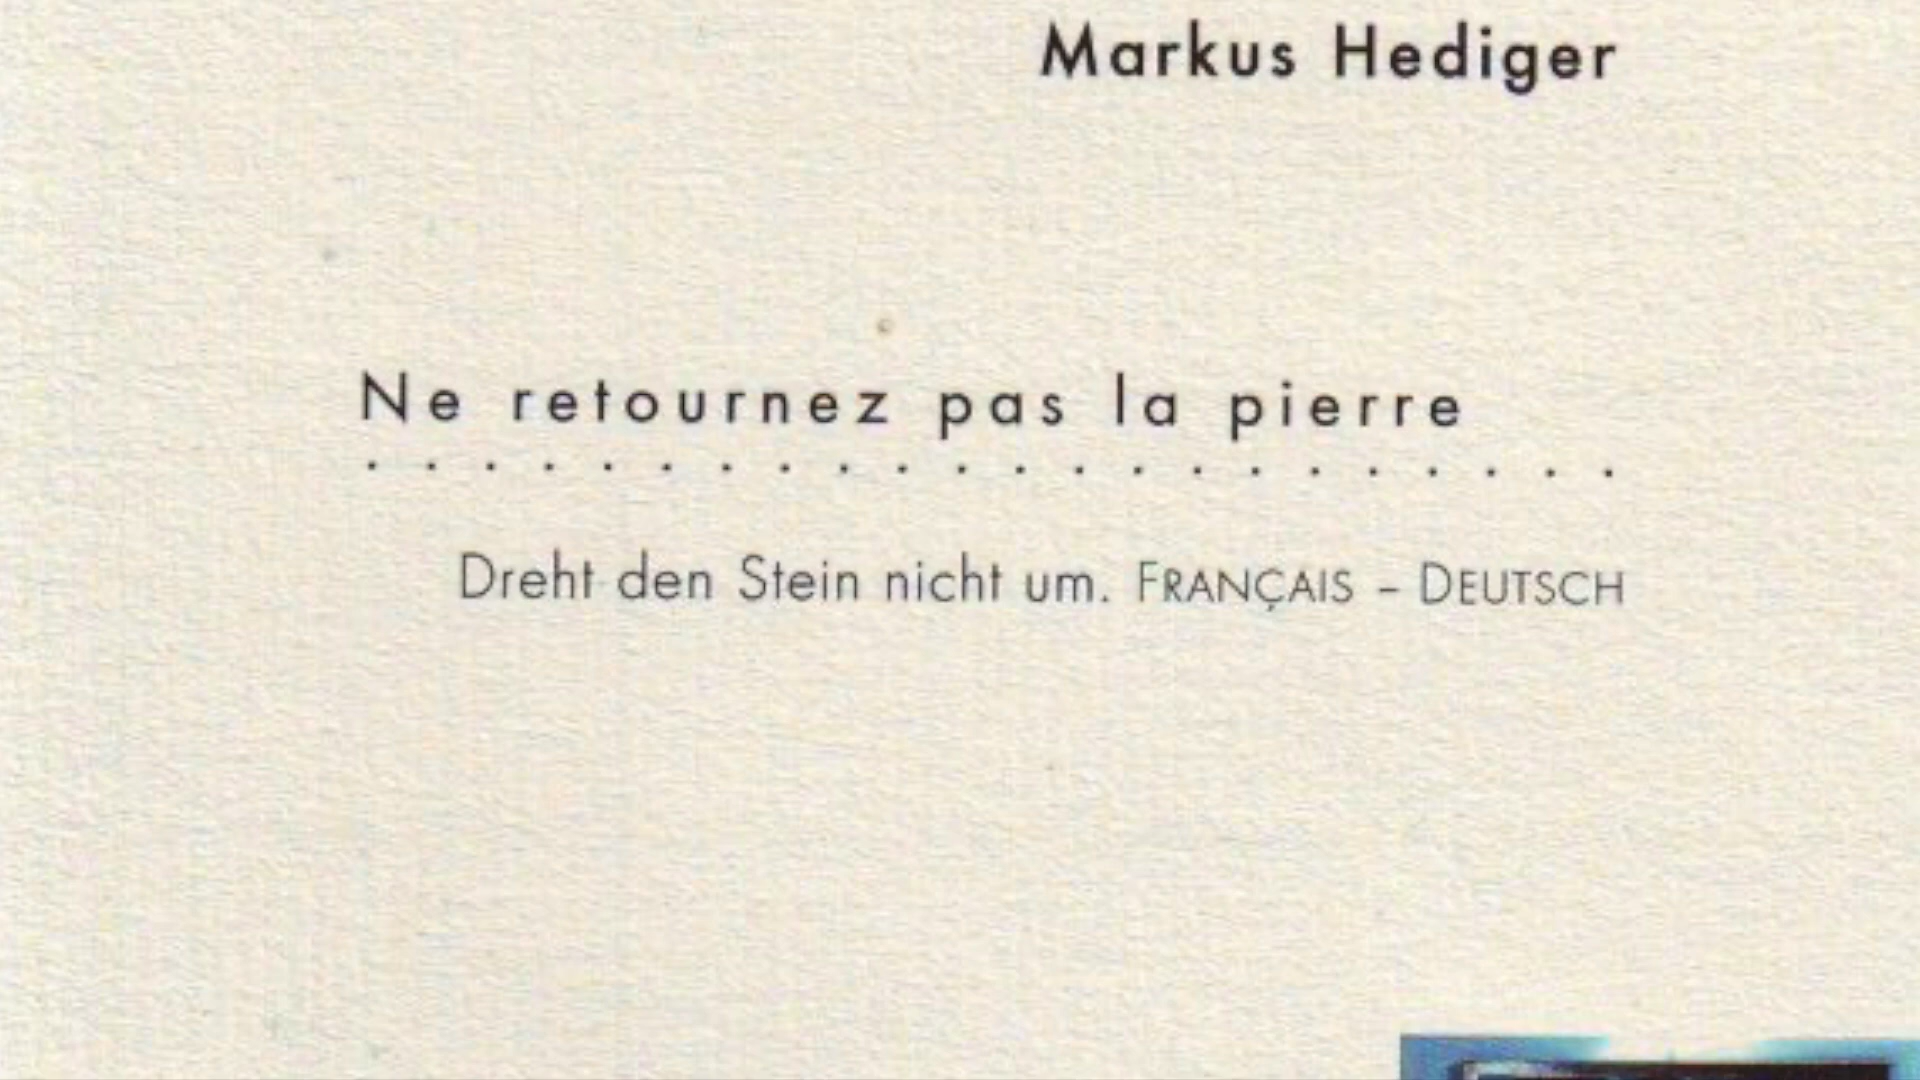 Markus Hediger
Ne retournez pas la pierre
Dreht den Stein nicht um. FRANÇAIS – DEUTSCH